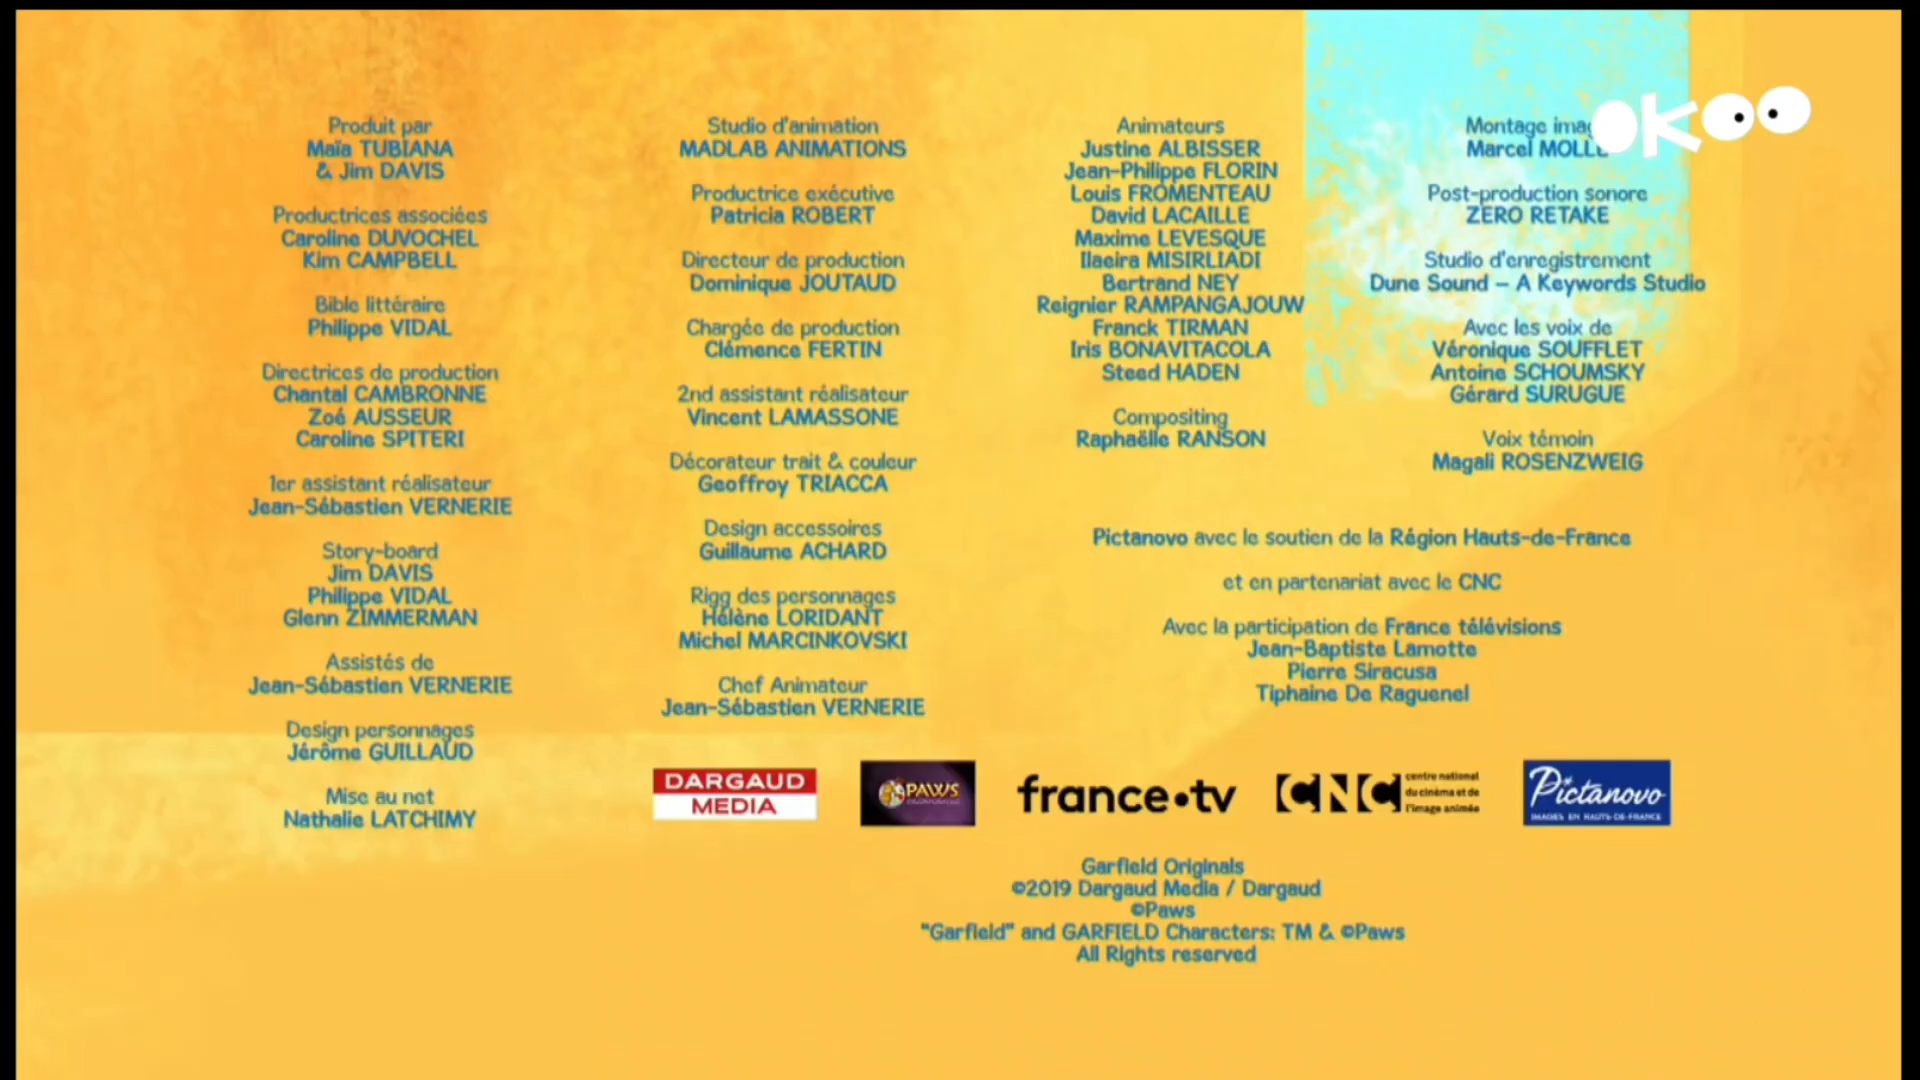 Produit par
Maïa TUBIANA
& Jim DAVIS
Productrices associées
Caroline DUVOCHEL
Kim CAMPBELL
Bible littéraire
Philippe VIDAL
Directrices de production
Chantal CAMBRONNE
Zoé AUSSEUR
Caroline SPITERI
1er assistant réalisateur
Jean-Sébastien VERNERIE
Story-board
Jim DAVIS
Philippe VIDAL
Glenn ZIMMERMAN
Assistés de
Jean-Sébastien VERNERIE
Design personnages
Jérôme GUILLAUD
Mise au net
Nathalie LATCHIMY
Studio d'animation
MADLAB ANIMATIONS
Productrice exécutive
Patricia ROBERT
Directeur de production
Dominique JOUTAUD
Chargée de production
Clémence FERTIN
2nd assistant réalisateur
Vincent LAMASSONE
Décorateur trait & couleur
Geoffroy TRIACCA
Design accessoires
Guillaume ACHARD
Rigg des personnages
Hélène LORIDANT
Michel MARCINKOVSKI
Chef Animateur
Jean-Sébastien VERNERIE
Animateurs
Justine ALBISSER
Jean-Philippe FLORIN
Louis FROMENTEAU
David LACAILLE
Maxime LEVESQUE
Ilaeira MISIRLIADI
Bertrand NEY
Reignier RAMPANGAJOUW
Franck TIRMAN
Iris BONAVITACOLA
Steed HADEN
Compositing
Raphaëlle RANSON
OKOO
Montage
Marcel
Post-production sonore
ZERO RETAKE
Studio d'enregistrement
Dune Sound – A Keywords Studio
Avec les voix de
Véronique SOUFFLET
Antoine SCHOUMSKY
Gérard SURUGUE
Voix témoin
Magali ROSENZWEIG
Pictanovo avec le soutien de la Région Hauts-de-France
et en partenariat avec le CNC
Avec la participation de France télévisions
Jean-Baptiste Lamotte
Pierre Siracusa
Tiphaine De Raguenel
DARGAUD
MEDIA
PAWS
france•tv
CNC
centre national
du cinéma et de
l'image animée
Pictanovo
IMAGES EN HAUTS-DE-FRANCE
Garfield Originals
©2019 Dargaud Media / Dargaud
©Paws
"Garfield" and GARFIELD Characters: TM & ©Paws
All Rights reserved